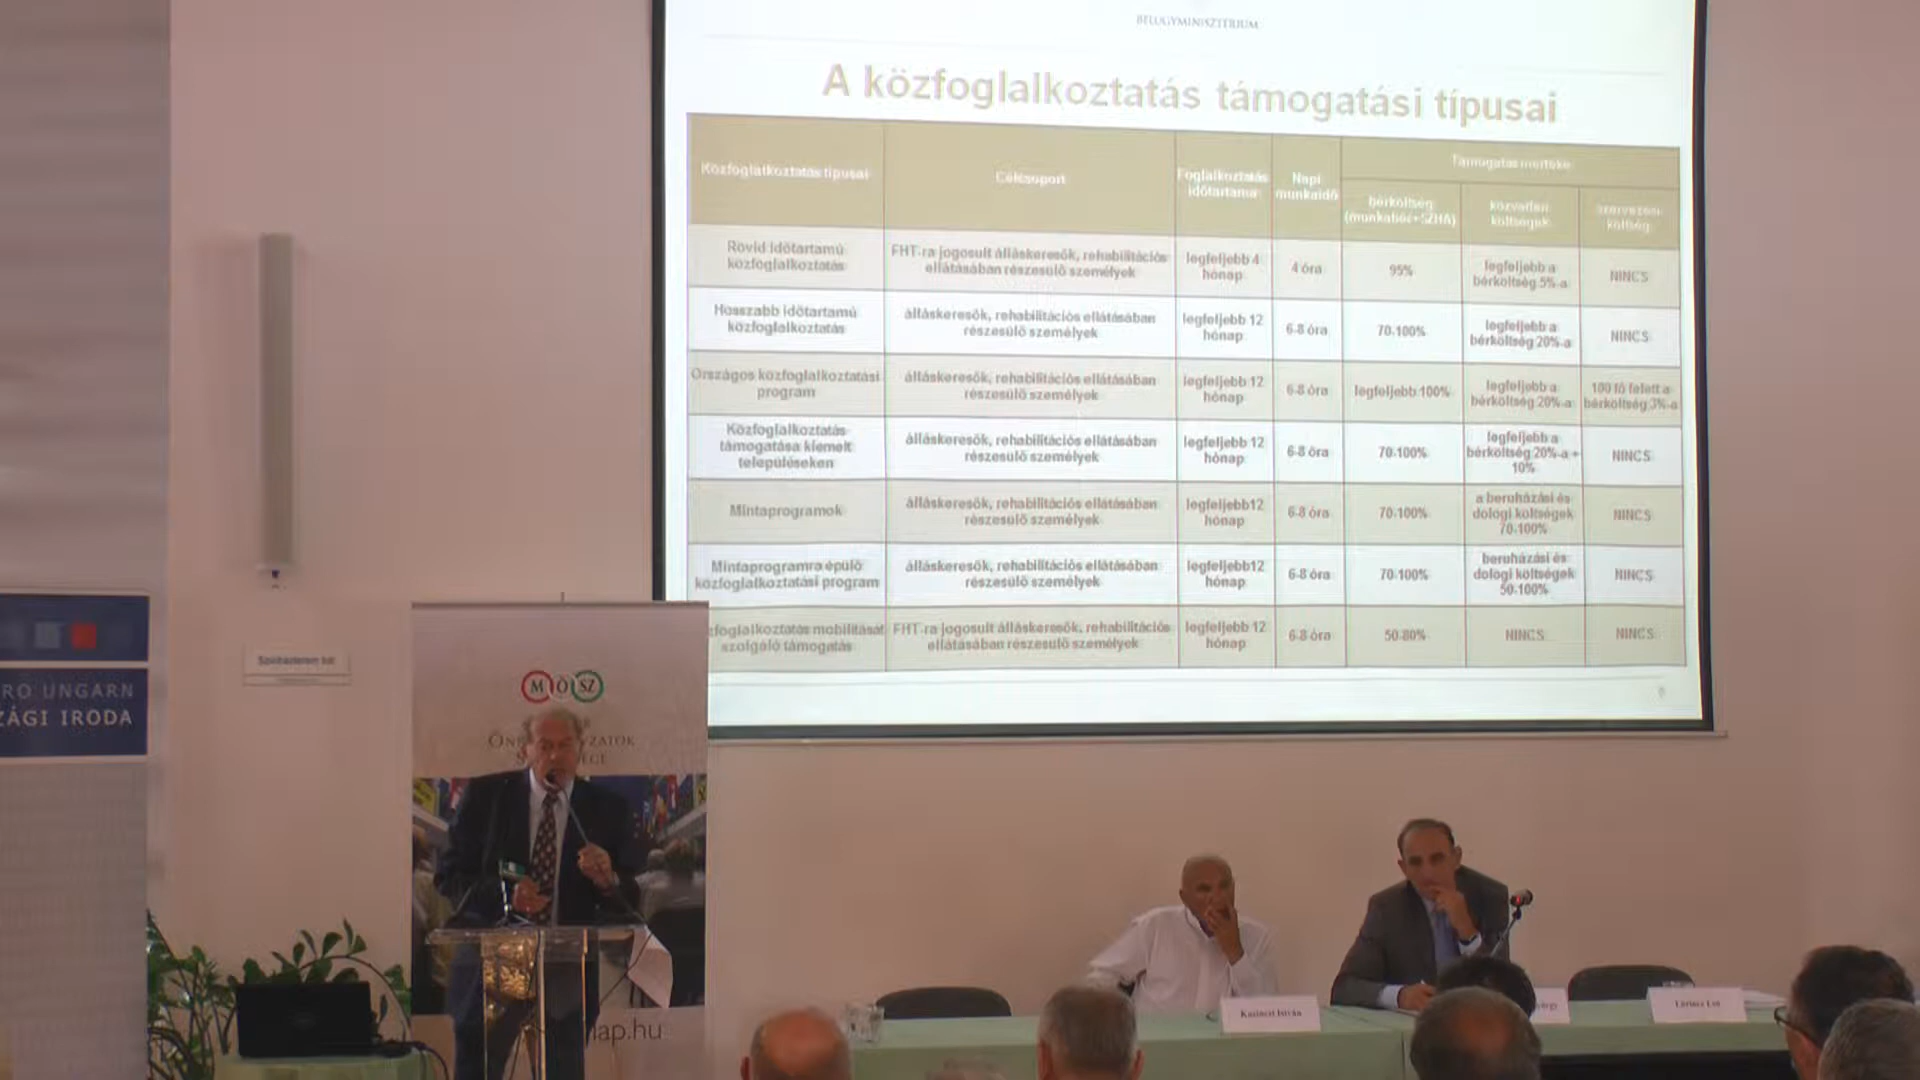 BELÜGYMINISZTÉRIUM
A közfoglalkoztatás támogatási típusai
Közfoglalkoztatás típusai
Célcsoport
Foglalkoztatás
időtartama
Napi
munkaidő
Támogatás mértéke
bérköltség
(munkabér+SZHA)
közvetlen
költségek
szervezési
költség
Rövid időtartamú
közfoglalkoztatás
FHT-ra jogosult álláskeresők, rehabilitációs
ellátásában részesülő személyek
legfeljebb 4
hónap
4 óra
95%
legfeljebb a
bérköltség 5%-a
NINCS
Hosszabb időtartamú
közfoglalkoztatás
álláskeresők, rehabilitációs ellátásában
részesülő személyek
legfeljebb 12
hónap
6-8 óra
70-100%
legfeljebb a
bérköltség 20%-a
NINCS
Országos közfoglalkoztatási
program
álláskeresők, rehabilitációs ellátásában
részesülő személyek
legfeljebb 12
hónap
6-8 óra
legfeljebb 100%
legfeljebb a
bérköltség 20%-a
100 fő felett a
bérköltség 3%-a
Közfoglalkoztatás
támogatása kiemelt
településeken
álláskeresők, rehabilitációs ellátásában
részesülő személyek
legfeljebb 12
hónap
6-8 óra
70-100%
legfeljebb a
bérköltség 20%-a +
10%
NINCS
Mintaprogramok
álláskeresők, rehabilitációs ellátásában
részesülő személyek
legfeljebb12
hónap
6-8 óra
70-100%
a beruházási és
dologi költségek
70-100%
NINCS
Mintaprogramra épülő
közfoglalkoztatási program
álláskeresők, rehabilitációs ellátásában
részesülő személyek
legfeljebb12
hónap
6-8 óra
70-100%
beruházási és
dologi költségek
50-100%
NINCS
zfoglalkoztatás mobilitását
szolgáló támogatás
FHT-ra jogosult álláskeresők, rehabilitációs
ellátásában részesülő személyek
legfeljebb 12
hónap
6-8 óra
50-80%
NINCS
NINCS
RO UNGARN
ZÁGI IRODA
MÖSZ
nap.hu
Kazinczi István